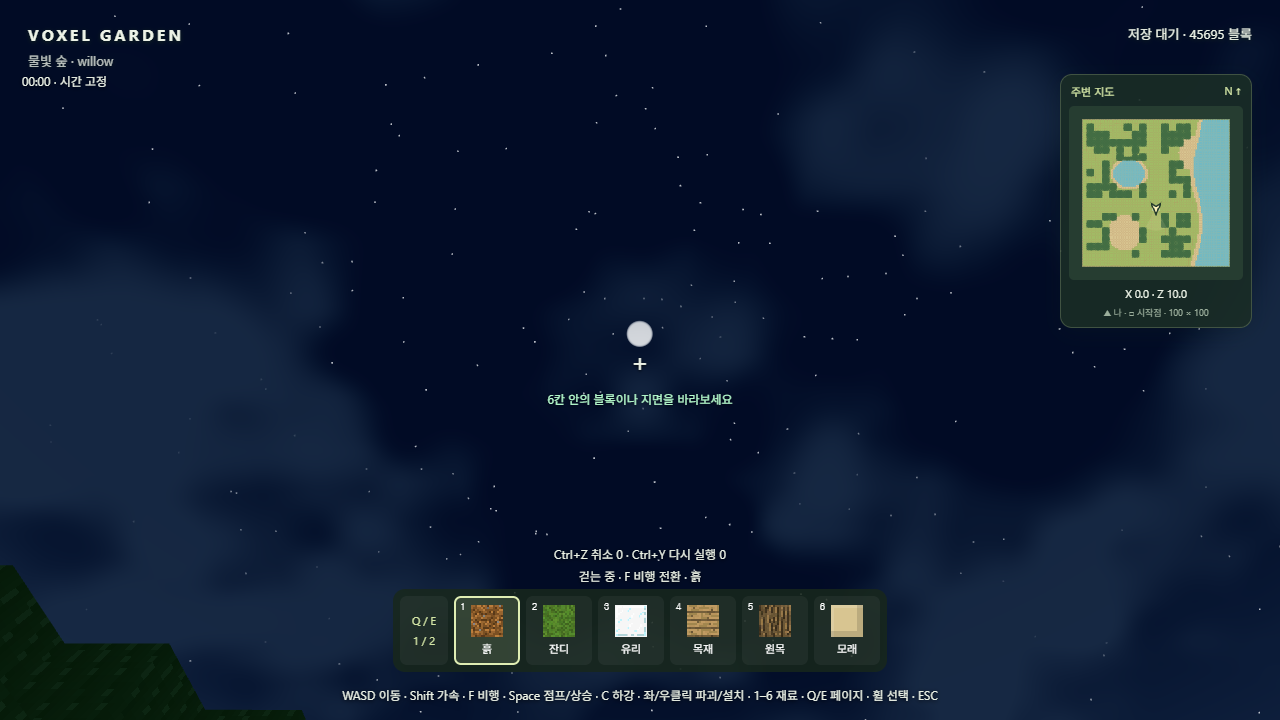 VOXEL GARDEN
물빛 숲 · willow
00:00 · 시간 고정
저장 대기 · 45695 블록
주변 지도 N↑
X 0.0 · Z 10.0
▲ 나 · □ 시작점 · 100 × 100
+
6칸 안의 블록이나 지면을 바라보세요
Ctrl+Z 취소 0 · Ctrl+Y 다시 실행 0
걷는 중 · F 비행 전환 · 흙
Q/E
1/2
1 흙
2 잔디
3 유리
4 목재
5 원목
6 모래
WASD 이동 · Shift 가속 · F 비행 · Space 점프/상승 · C 하강 · 좌/우클릭 파괴/설치 · 1–6 재료 · Q/E 페이지 · 휠 선택 · ESC